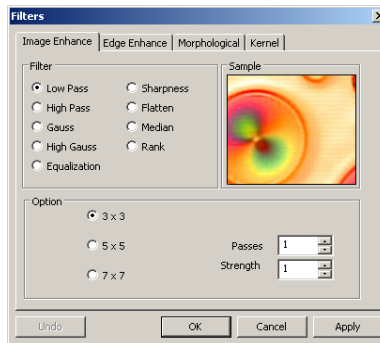 Filters
Image Enhance Edge Enhance Morphological Kernel
Filter
Low Pass
High Pass
Gauss
High Gauss
Equalization
Sharpness
Flatten
Median
Rank
Sample
Option
3 x 3
5 x 5
7 x 7
Passes 1
Strength 1
Undo OK Cancel Apply